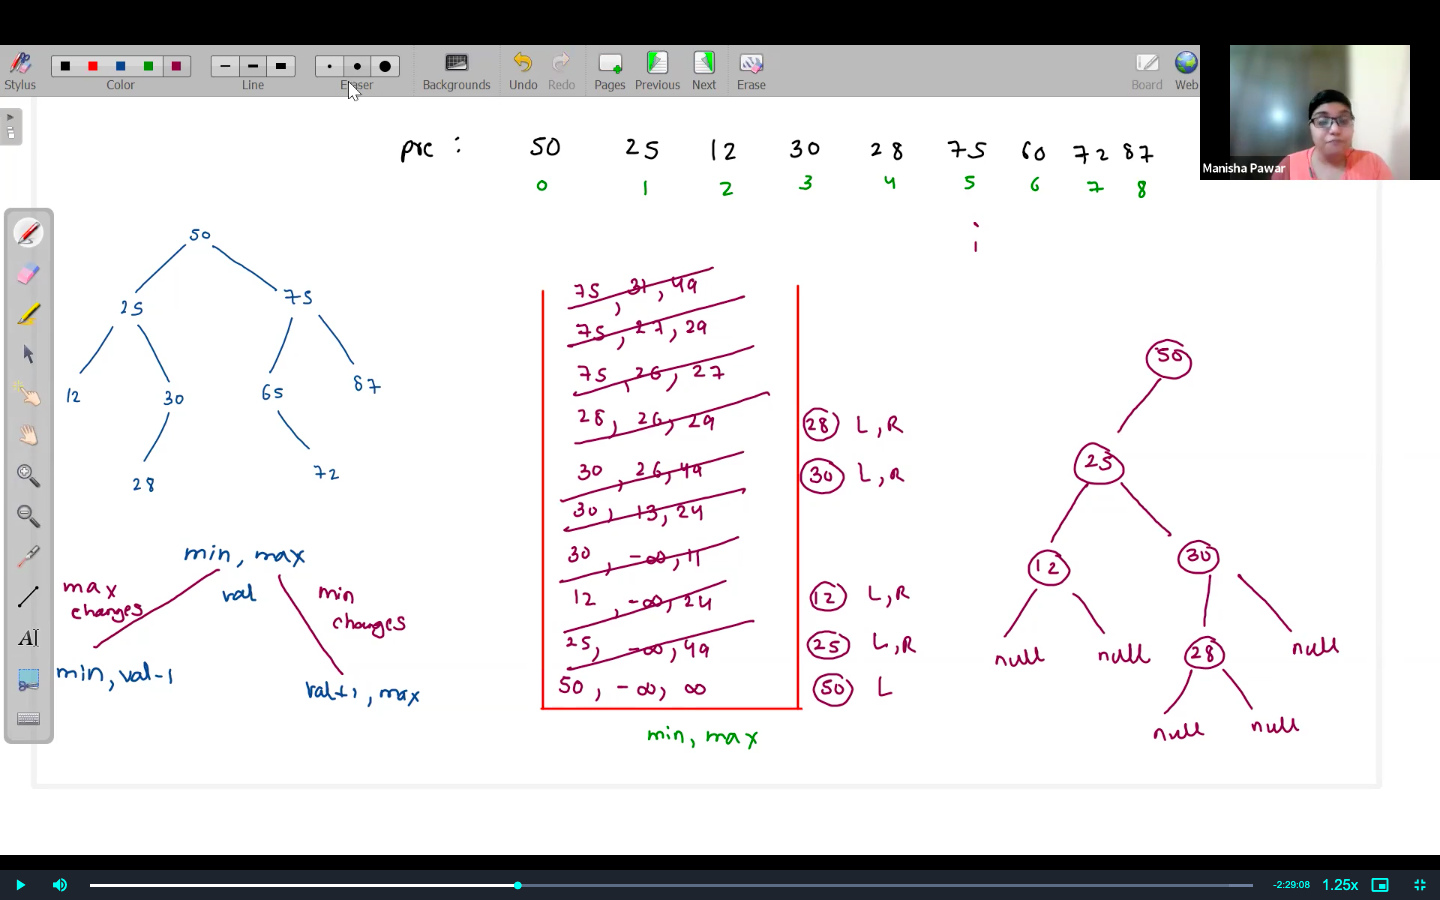 Stylus Color Line Eraser Backgrounds Undo Redo Pages Previous Next Erase Board Web
Manisha Pawar
pre : 50 25 12 30 28 75 60 72 87
0 1 2 3 4 5 6 7 8
i
50
25 75
12 30 65 87
28 72
min, max
val
max changes
min changes
min, val-1
val+1, max
75, 31, 49
75, 27, 29
75, 26, 27
28, 26, 29
30, 26, 49
30, 13, 24
30, -∞, 11
12, -∞, 24
25, -∞, 49
50, -∞, ∞
min, max
28 L, R
30 L, R
12 L, R
25 L, R
50 L
50
25
12 30
null null 28 null
null null
AI
-2:29:08 1.25x